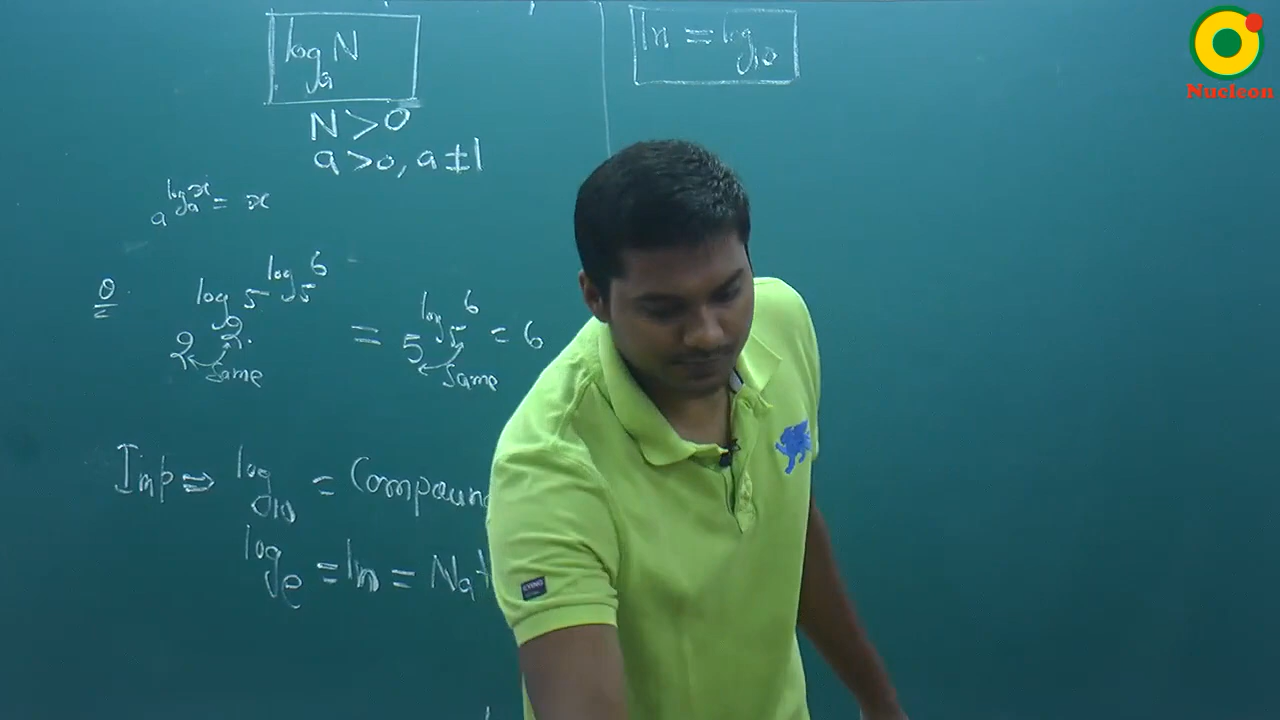 log_a N
N>0
a>0, a≠1
a^{log_a x} = x
Q 2^{log_2 5^{log_5 6}} = 5^{log_5 6} = 6
Same Same
Imp ⇒ log_10 = Compoun
log_e = ln = Nat
ln = log_10
Nucleon